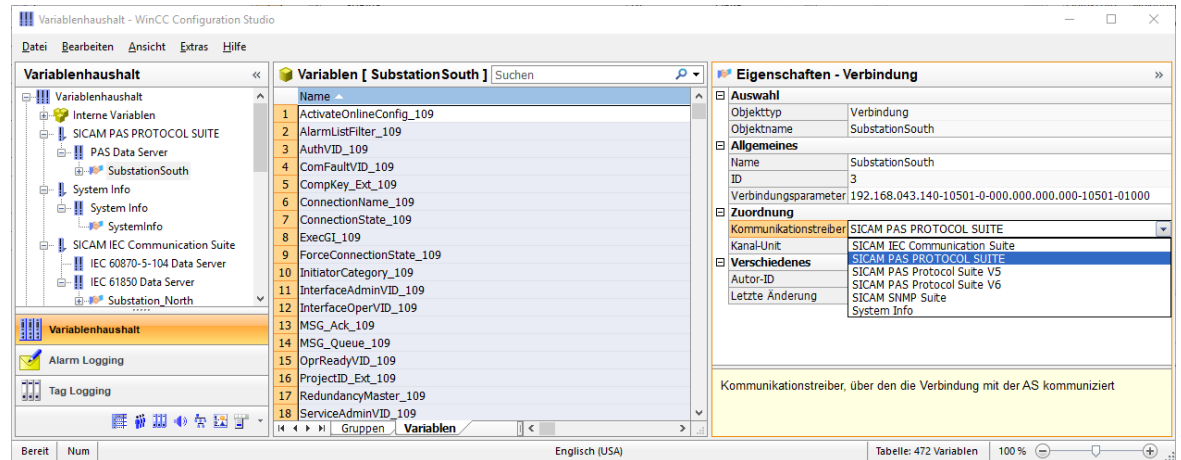 Variablenhaushalt - WinCC Configuration Studio
Datei Bearbeiten Ansicht Extras Hilfe
Variablenhaushalt «
Variablenhaushalt
Interne Variablen
SICAM PAS PROTOCOL SUITE
PAS Data Server
SubstationSouth
System Info
System Info
SystemInfo
SICAM IEC Communication Suite
IEC 60870-5-104 Data Server
IEC 61850 Data Server
Substation_North
Variablenhaushalt
Alarm Logging
Tag Logging
Variablen [ SubstationSouth ] Suchen
Name
1 ActivateOnlineConfig_109
2 AlarmListFilter_109
3 AuthVID_109
4 ComFaultVID_109
5 CompKey_Ext_109
6 ConnectionName_109
7 ConnectionState_109
8 ExecGI_109
9 ForceConnectionState_109
10 InitiatorCategory_109
11 InterfaceAdminVID_109
12 InterfaceOperVID_109
13 MSG_Ack_109
14 MSG_Queue_109
15 OprReadyVID_109
16 ProjectID_Ext_109
17 RedundancyMaster_109
18 ServiceAdminVID_109
Gruppen Variablen
Eigenschaften - Verbindung »
Auswahl
Objekttyp Verbindung
Objektname SubstationSouth
Allgemeines
Name SubstationSouth
ID 3
Verbindungsparameter 192.168.043.140-10501-0-000.000.000.000-10501-01000
Zuordnung
Kommunikationstreiber SICAM PAS PROTOCOL SUITE
Kanal-Unit SICAM IEC Communication Suite
Verschiedenes SICAM PAS PROTOCOL SUITE
SICAM PAS Protocol Suite V5
Autor-ID SICAM PAS Protocol Suite V6
Letzte Änderung SICAM SNMP Suite
System Info
Kommunikationstreiber, über den die Verbindung mit der AS kommuniziert
Bereit Num Englisch (USA) Tabelle: 472 Variablen 100 %